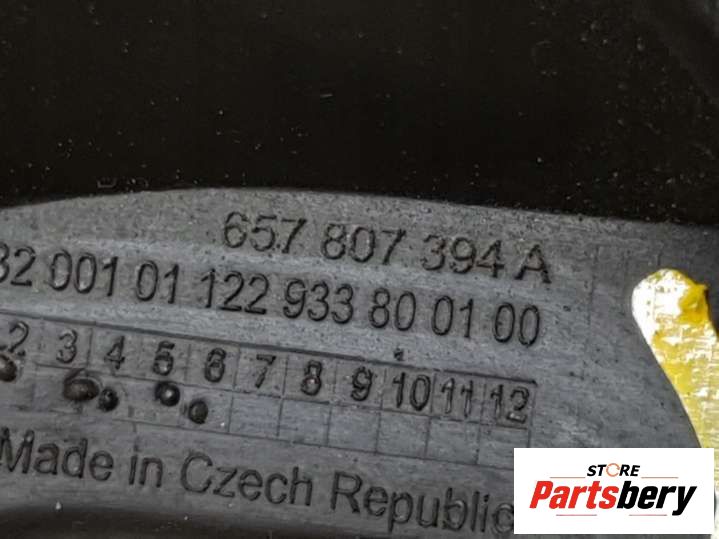 657 807 394 A
32 001 01 122 933 80 01 00
2 3 4 5 6 7 8 9 10 11 12
Made in Czech Republic
STORE
Partsbery